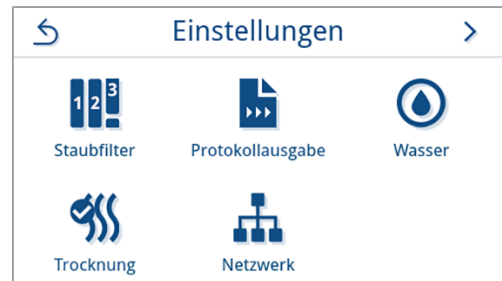 Einstellungen
1 2 3
Staubfilter Protokollausgabe Wasser
Trocknung Netzwerk